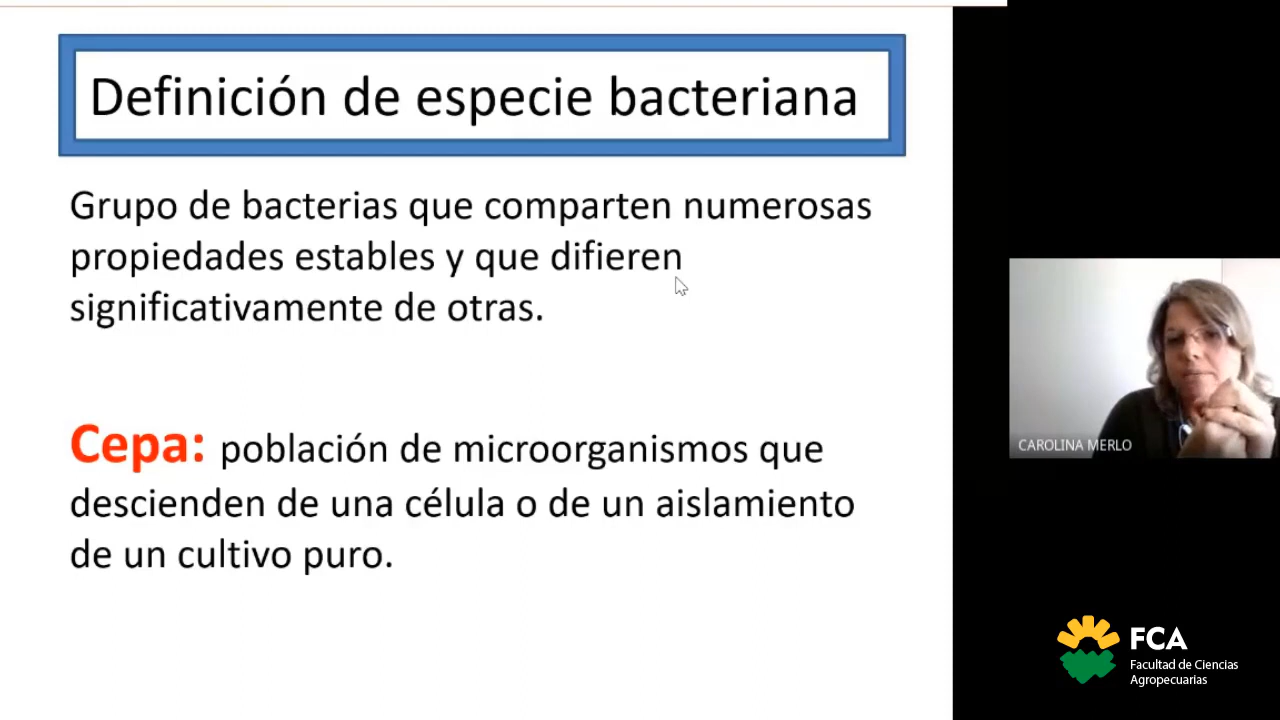 Definición de especie bacteriana
Grupo de bacterias que comparten numerosas
propiedades estables y que difieren
significativamente de otras.
Cepa: población de microorganismos que
descienden de una célula o de un aislamiento
de un cultivo puro.
CAROLINA MERLO
FCA
Facultad de Ciencias
Agropecuarias